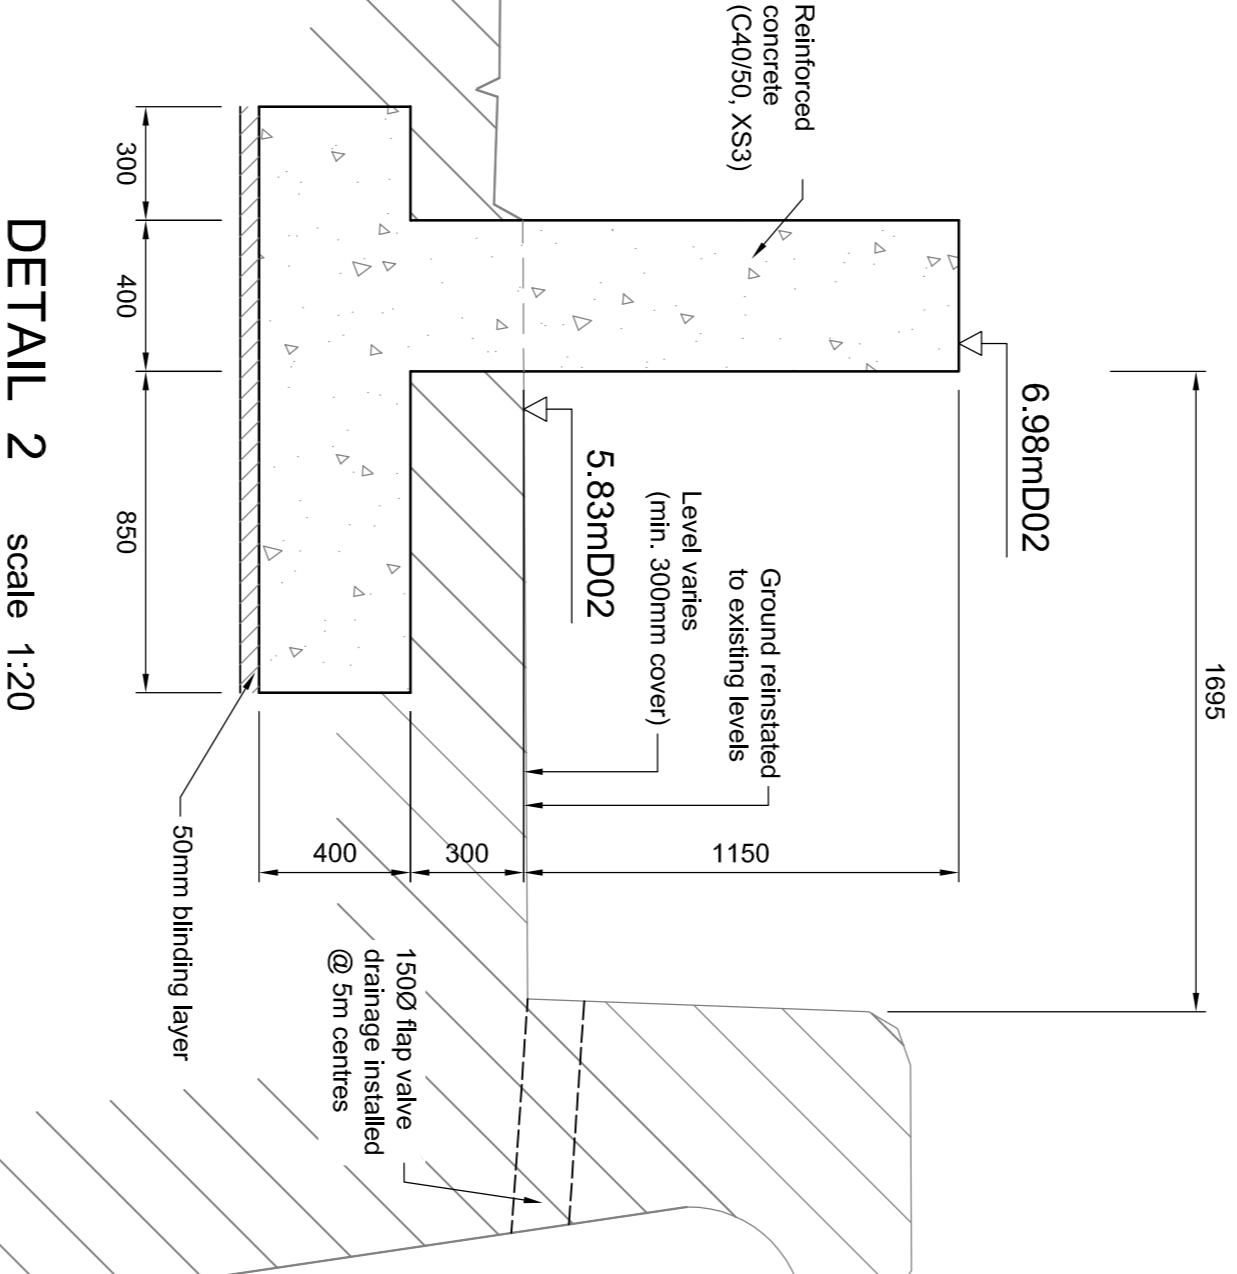 1695
6.98mD02
Reinforced
concrete
(C40/50, XS3)
Ground reinstated
to existing levels
Level varies
(min. 300mm cover)
5.83mD02
1150
300
400
150Ø flap valve
drainage installed
@ 5m centres
50mm blinding layer
300
400
850
DETAIL 2 scale 1:20